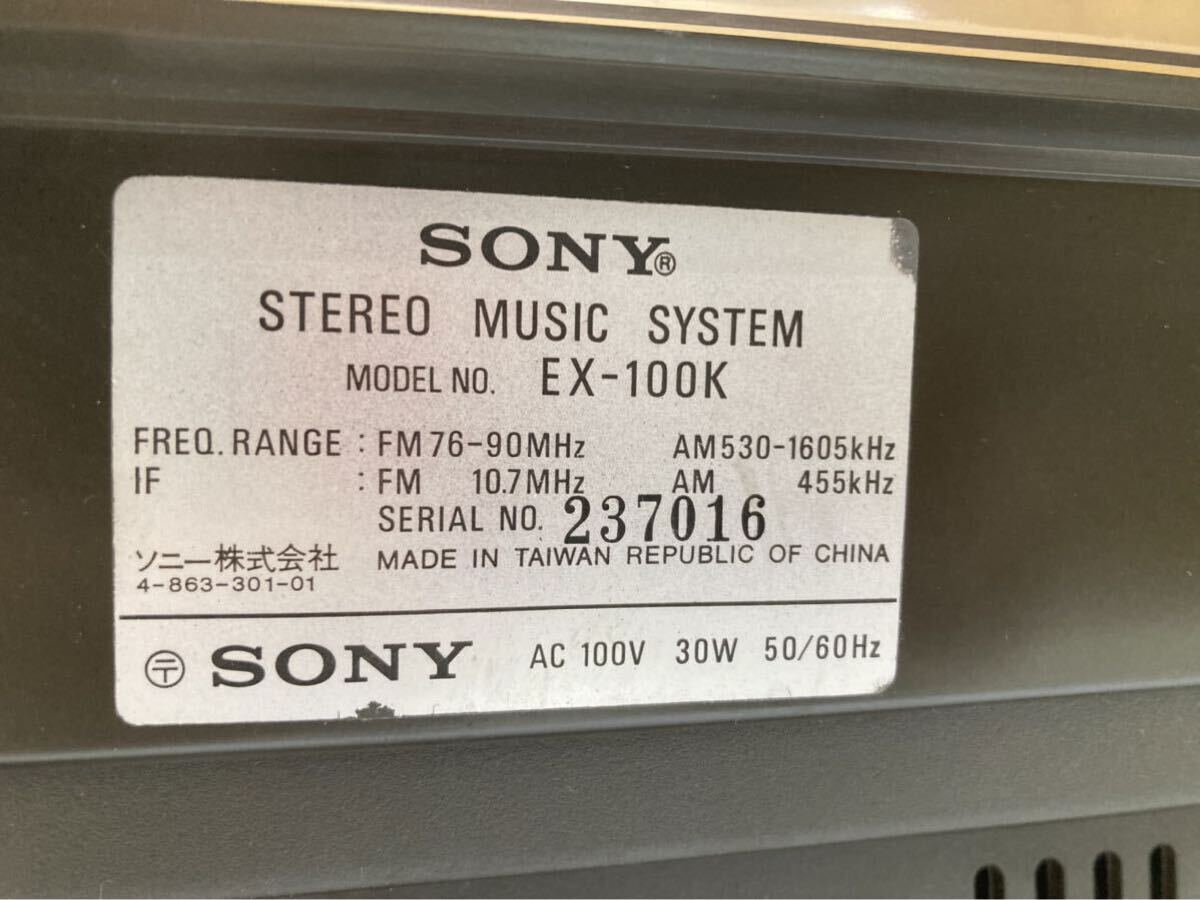 SONY®
STEREO MUSIC SYSTEM
MODEL NO. EX-100K
FREQ. RANGE : FM 76-90MHz AM530-1605kHz
IF : FM 10.7MHz AM 455kHz
SERIAL NO. 237016
ソニー株式会社 MADE IN TAIWAN REPUBLIC OF CHINA
4-863-301-01
〶 SONY AC 100V 30W 50/60Hz